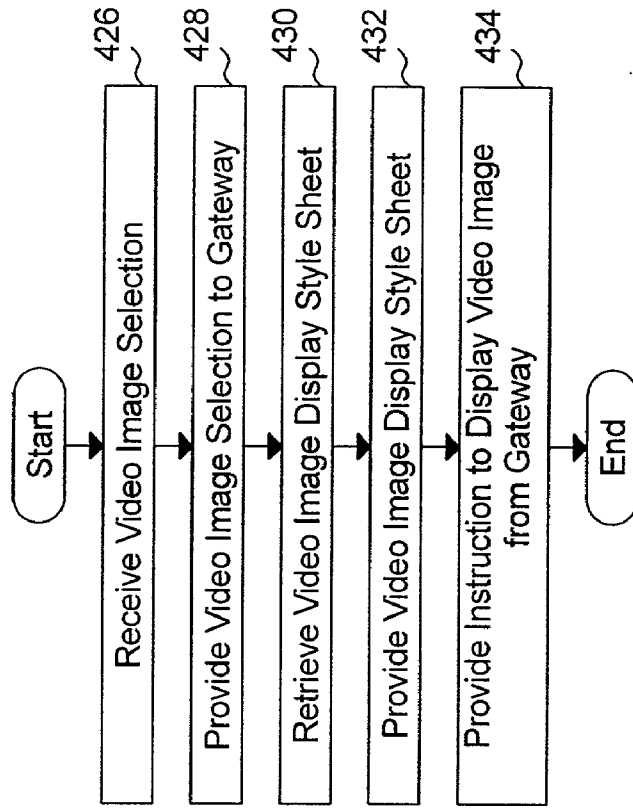 Start
Receive Video Image Selection
426
Provide Video Image Selection to Gateway
428
Retrieve Video Image Display Style Sheet
430
Provide Video Image Display Style Sheet
432
Provide Instruction to Display Video Image
from Gateway
434
End